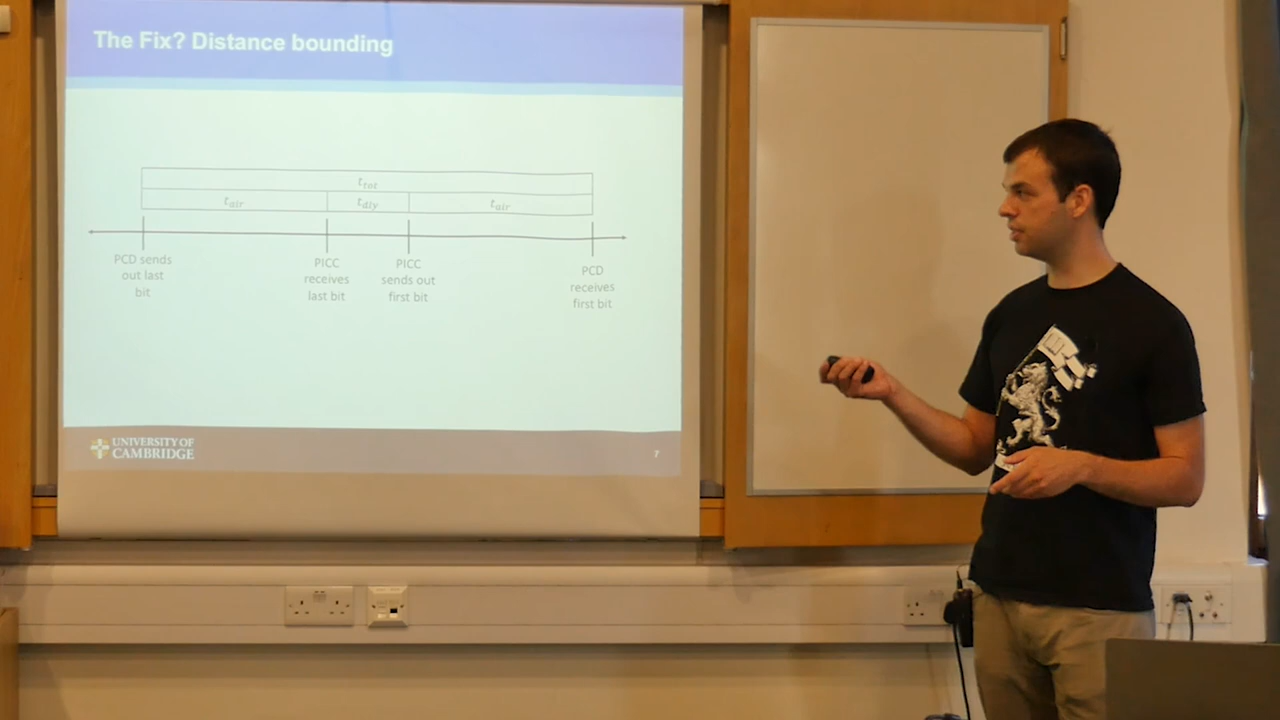 The Fix? Distance bounding
t_tot
t_air
t_dly
t_air
PCD sends
out last
bit
PICC
receives
last bit
PICC
sends out
first bit
PCD
receives
first bit
UNIVERSITY OF
CAMBRIDGE
7